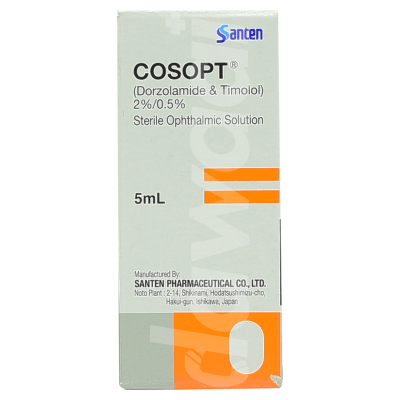 Santen
COSOPT®
(Dorzolamide & Timolol)
2%/0.5%
Sterile Ophthalmic Solution
5mL
Manufactured By:
SANTEN PHARMACEUTICAL CO., LTD.
Noto Plant : 2-14, Shikinami, Hodatsushimizu-cho,
Hakui-gun, Ishikawa, Japan
dawaai